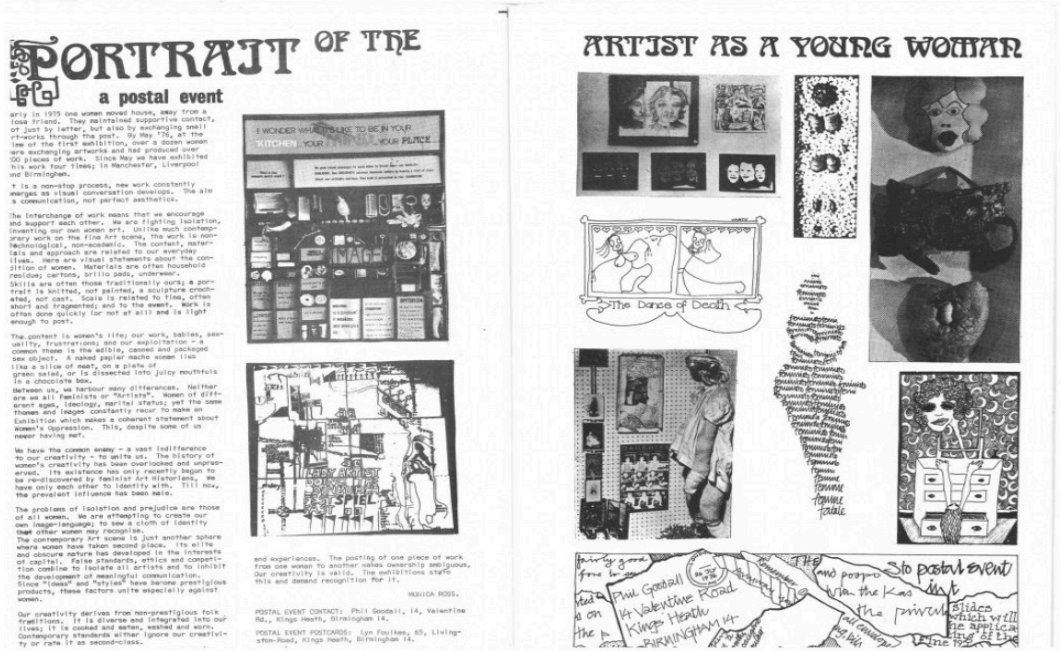 PORTRAIT OF THE
a postal event
arly in 1975 one woman moved house, away from a
lose friend. They maintained supportive contact,
ot just by letter, but also by exchanging small
rt-works through the post. By May '76, at the
ime of the first exhibition, over a dozen women
ere exchanging artworks and had produced over
00 pieces of work. Since May we have exhibited
his work four times; in Manchester, Liverpool
nd Birmingham.
t is a non-stop process, new work constantly
merges as visual conversation develops. The aim
s communication, not perfect aesthetics.
The interchange of work means that we encourage
and support each other. We are fighting isolation,
inventing our own women art. Unlike much contemp-
orary work on the Fine Art scene, the work is non-
technological, non-academic. The content, mater-
ials and approach are related to our everyday
lives. Here are visual statements about the con-
dition of women. Materials are often household
residue; cartons, brillo pads, underwear.
Skills are often those traditionally ours; a por-
trait is knitted, not painted, a sculpture croch-
eted, not cast. Scale is related to time, often
short and fragmented; and to the event. Work is
often done quickly (or not at all) and is light
enough to post.
The content is women's life; our work, babies, sex-
uality, frustrations; and our exploitation - a
common theme is the edible, canned and packaged
sex object. A naked papier mache woman lies
like a slice of meat, on a plate of
green salad, or is dissected into juicy mouthfuls
in a chocolate box.
Between us, we harbour many differences. Neither
are we all feminists or "Artists". Women of diff-
erent ages, ideology, marital status; yet the same
themes and images constantly recur to make an
Exhibition which makes a coherent statement about
Women's Oppression. This, despite some of us
never having met.
We have the common enemy - a vast indifference
to our creativity - to unite us. The history of
women's creativity has been overlooked and unpres-
erved. Its existence has only recently begun to
be re-discovered by feminist Art Historians. We
have only each other to identity with. Till now,
the prevalent influence has been male.
The problems of isolation and prejudice are those
of all women. We are attempting to create our
own image-language; to sew a cloth of identity
that other women may recognise.
The contemporary Art scene is just another sphere
where women have taken second place. Its elite
and obscure nature has developed in the interests
of capital. False standards, ethics and competi-
tion combine to isolate all artists and to inhibit
the development of meaningful communication.
Since "ideas" and "styles" have become prestigious
products, these factors unite especially against
women.
Our creativity derives from non-prestigious folk
traditions. It is diverse and integrated into our
lives; it is cooked and eaten, washed and worn.
Contemporary standards either ignore our creativi-
ty or rate it as second-class.
I WONDER WHAT IT'S LIKE TO BE IN YOUR
KITCHEN YOUR YOUR PLACE
end experiences. The posting of one piece of work
from one woman to another makes ownership ambiguous.
Our creativity is valid. The exhibitions state
this and demand recognition for it.
MONICA ROSS.
POSTAL EVENT CONTACT: Phil Goodall, 14, Valentine
Rd., Kings Heath, Birmingham 14.
POSTAL EVENT POSTCARDS: Lyn Foulkes, 65, Living-
ston-Road, Kings Heath, Birmingham 14.
ARTIST AS A YOUNG WOMAN
The Dance of Death
femme
femme
femme
fatale
fairly good
Phil Goodall
14 Valentine Road
Kings Heath
BIRMINGHAM 14
26 JLY
1976
Remember
THE
and
with the Kas
the
Sto postal event
slides
which will